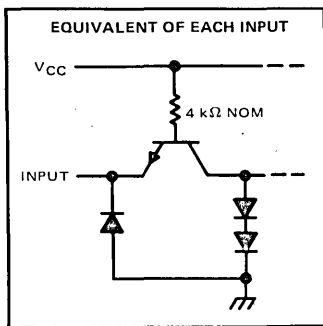 EQUIVALENT OF EACH INPUT
VCC
4 kΩ NOM
INPUT